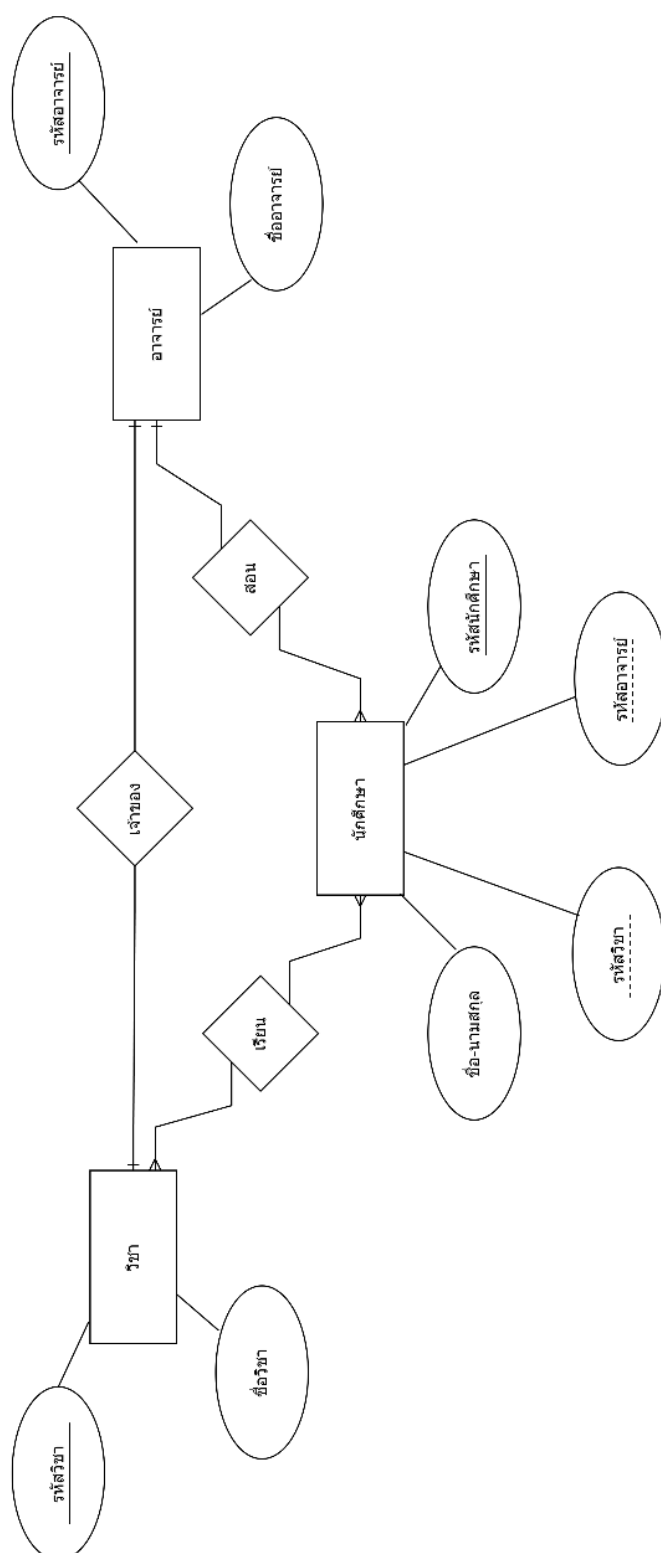 รหัสวิชา
ชื่อวิชา
วิชา
เรียน
เจ้าของ
ชื่อ-นามสกุล
รหัสวิชา
นักศึกษา
รหัสอาจารย์
รหัสนักศึกษา
สอน
อาจารย์
ชื่ออาจารย์
รหัสอาจารย์